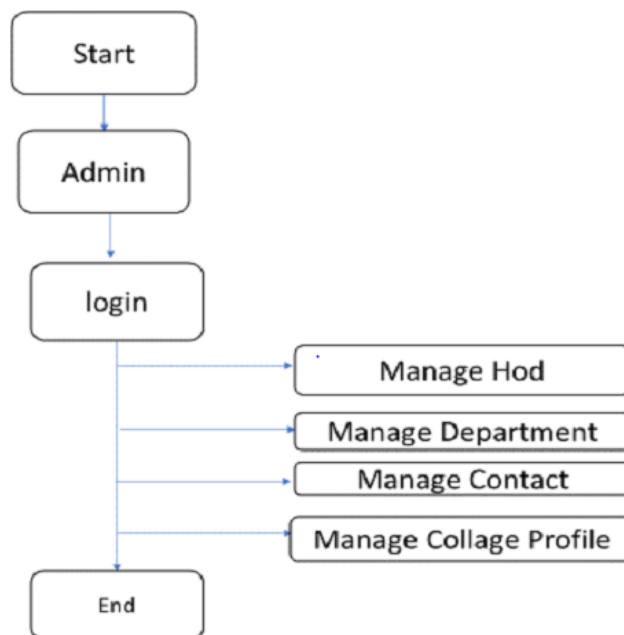 Start
Admin
login
Manage Hod
Manage Department
Manage Contact
Manage Collage Profile
End